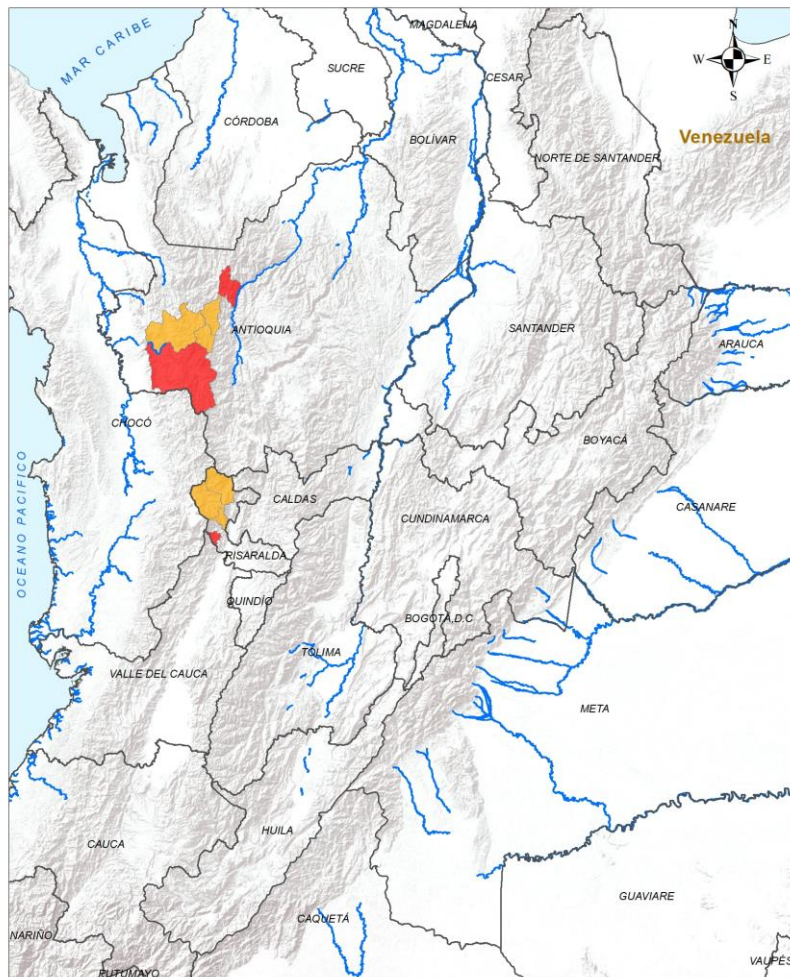 MAGDALENA
N
MAR CARIBE
W E
SUCRE
CESAR
S
CÓRDOBA
BOLÍVAR
Venezuela
NORTE DE SANTANDER
ANTIOQUIA
SANTANDER
ARAUCA
CHOCÓ
BOYACÁ
CALDAS
CASANARE
CUNDINAMARCA
OCEANO PACIFICO
RISARALDA
QUINDÍO
BOGOTÁ, D.C
TOLIMA
VALLE DEL CAUCA
META
HUILA
CAUCA
GUAVIARE
CAQUETÁ
NARIÑO
VAUPÉS
PUTUMAYO